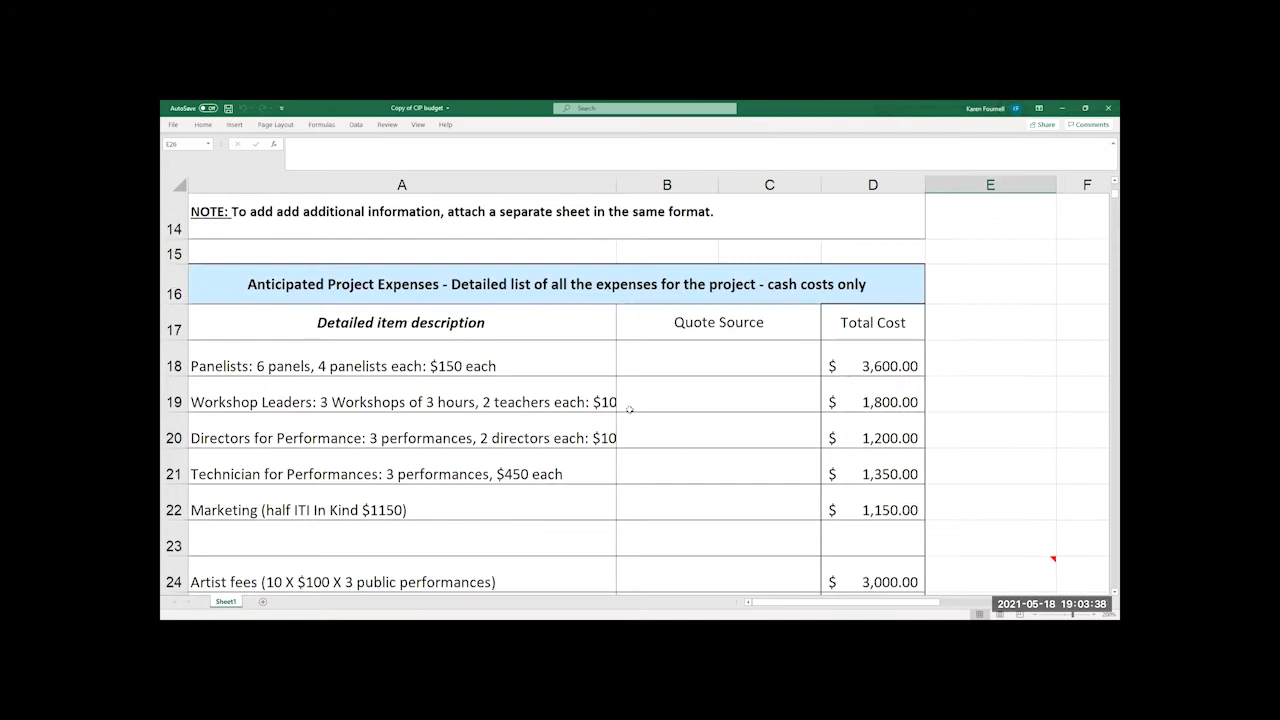 AutoSave Off
Copy of CIP budget
Search
Karen Fournell
CF
File Home Insert Page Layout Formulas Data Review View Help
Share Comments
E26
fx
A B C D E F
14 NOTE: To add add additional information, attach a separate sheet in the same format.
15
16 Anticipated Project Expenses - Detailed list of all the expenses for the project - cash costs only
17 Detailed item description Quote Source Total Cost
18 Panelists: 6 panels, 4 panelists each: $150 each $ 3,600.00
19 Workshop Leaders: 3 Workshops of 3 hours, 2 teachers each: $10 $ 1,800.00
20 Directors for Performance: 3 performances, 2 directors each: $10 $ 1,200.00
21 Technician for Performances: 3 performances, $450 each $ 1,350.00
22 Marketing (half ITI In Kind $1150) $ 1,150.00
23
24 Artist fees (10 X $100 X 3 public performances) $ 3,000.00
Sheet1
2021-05-18 19:03:38
200%